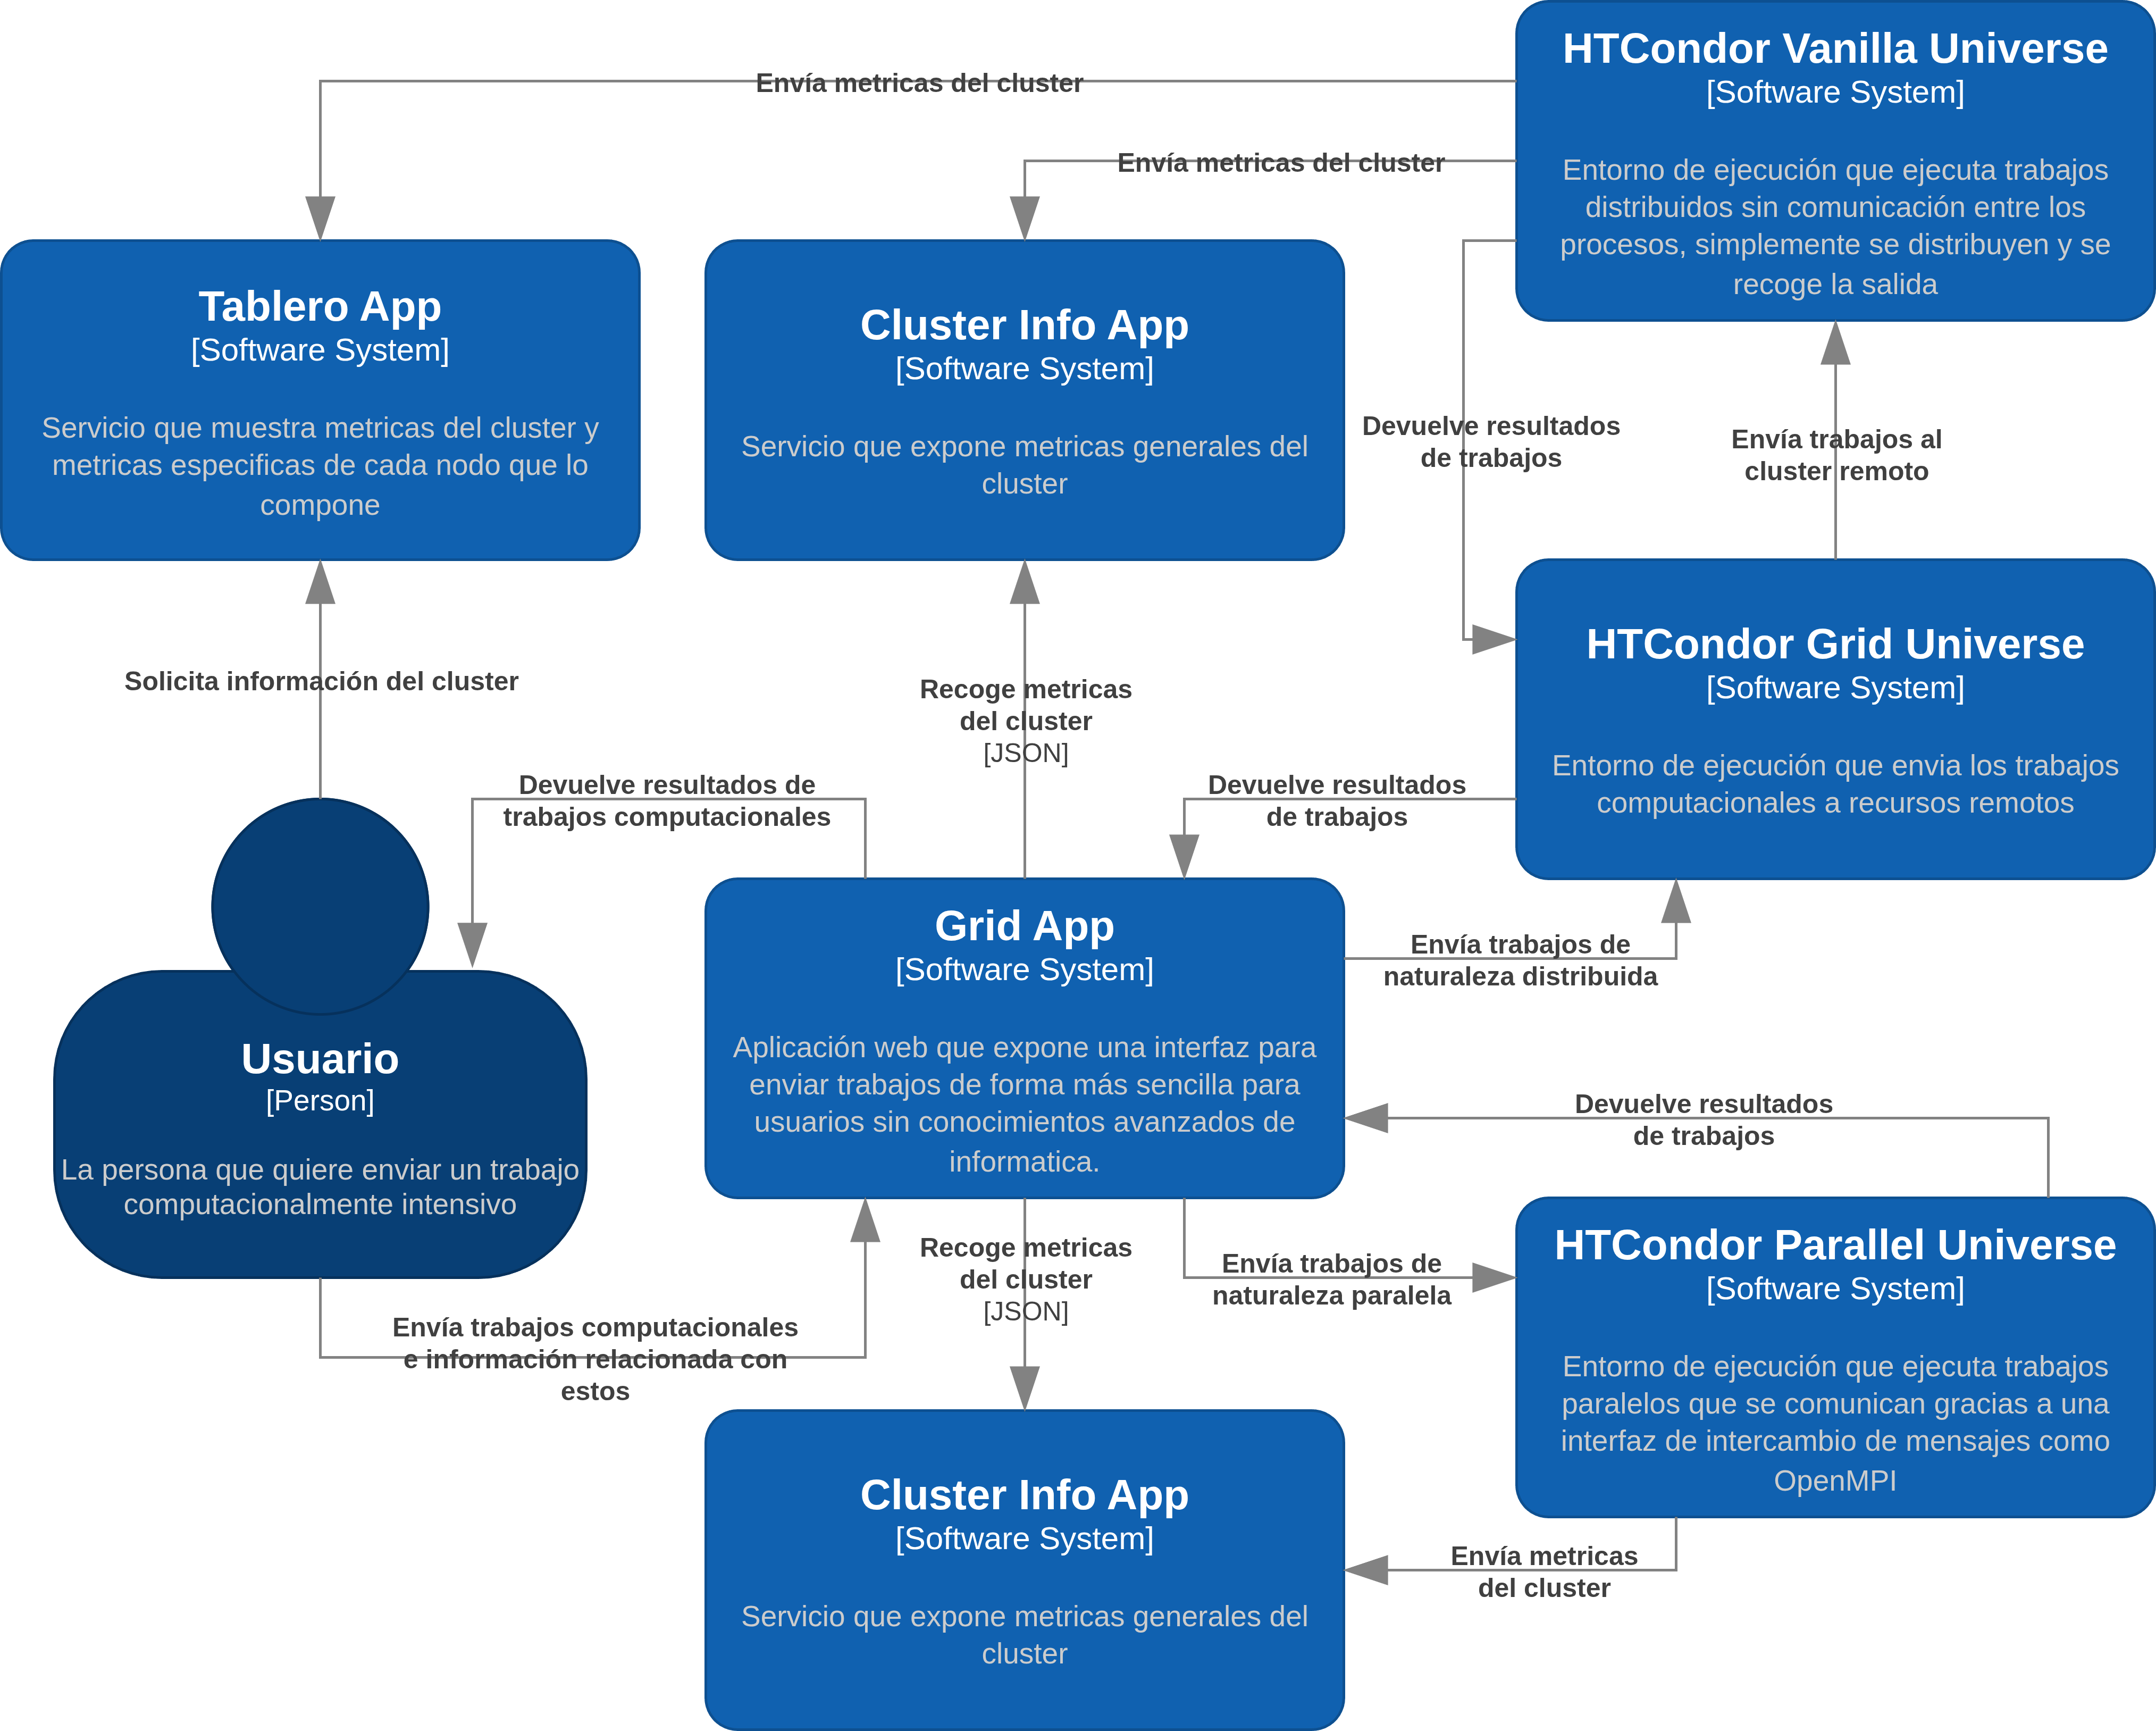 HTCondor Vanilla Universe
[Software System]
Entorno de ejecución que ejecuta trabajos
distribuidos sin comunicación entre los
procesos, simplemente se distribuyen y se
recoge la salida
Envía metricas del cluster
Envía metricas del cluster
Tablero App
[Software System]
Servicio que muestra metricas del cluster y
metricas especificas de cada nodo que lo
compone
Cluster Info App
[Software System]
Servicio que expone metricas generales del
cluster
Devuelve resultados
de trabajos
Envía trabajos al
cluster remoto
HTCondor Grid Universe
[Software System]
Entorno de ejecución que envia los trabajos
computacionales a recursos remotos
Solicita información del cluster
Recoge metricas
del cluster
[JSON]
Devuelve resultados de
trabajos computacionales
Devuelve resultados
de trabajos
Grid App
[Software System]
Aplicación web que expone una interfaz para
enviar trabajos de forma más sencilla para
usuarios sin conocimientos avanzados de
informatica.
Envía trabajos de
naturaleza distribuida
Usuario
[Person]
La persona que quiere enviar un trabajo
computacionalmente intensivo
Devuelve resultados
de trabajos
Envía trabajos computacionales
e información relacionada con
estos
Recoge metricas
del cluster
[JSON]
Envía trabajos de
naturaleza paralela
HTCondor Parallel Universe
[Software System]
Entorno de ejecución que ejecuta trabajos
paralelos que se comunican gracias a una
interfaz de intercambio de mensajes como
OpenMPI
Cluster Info App
[Software System]
Servicio que expone metricas generales del
cluster
Envía metricas
del cluster